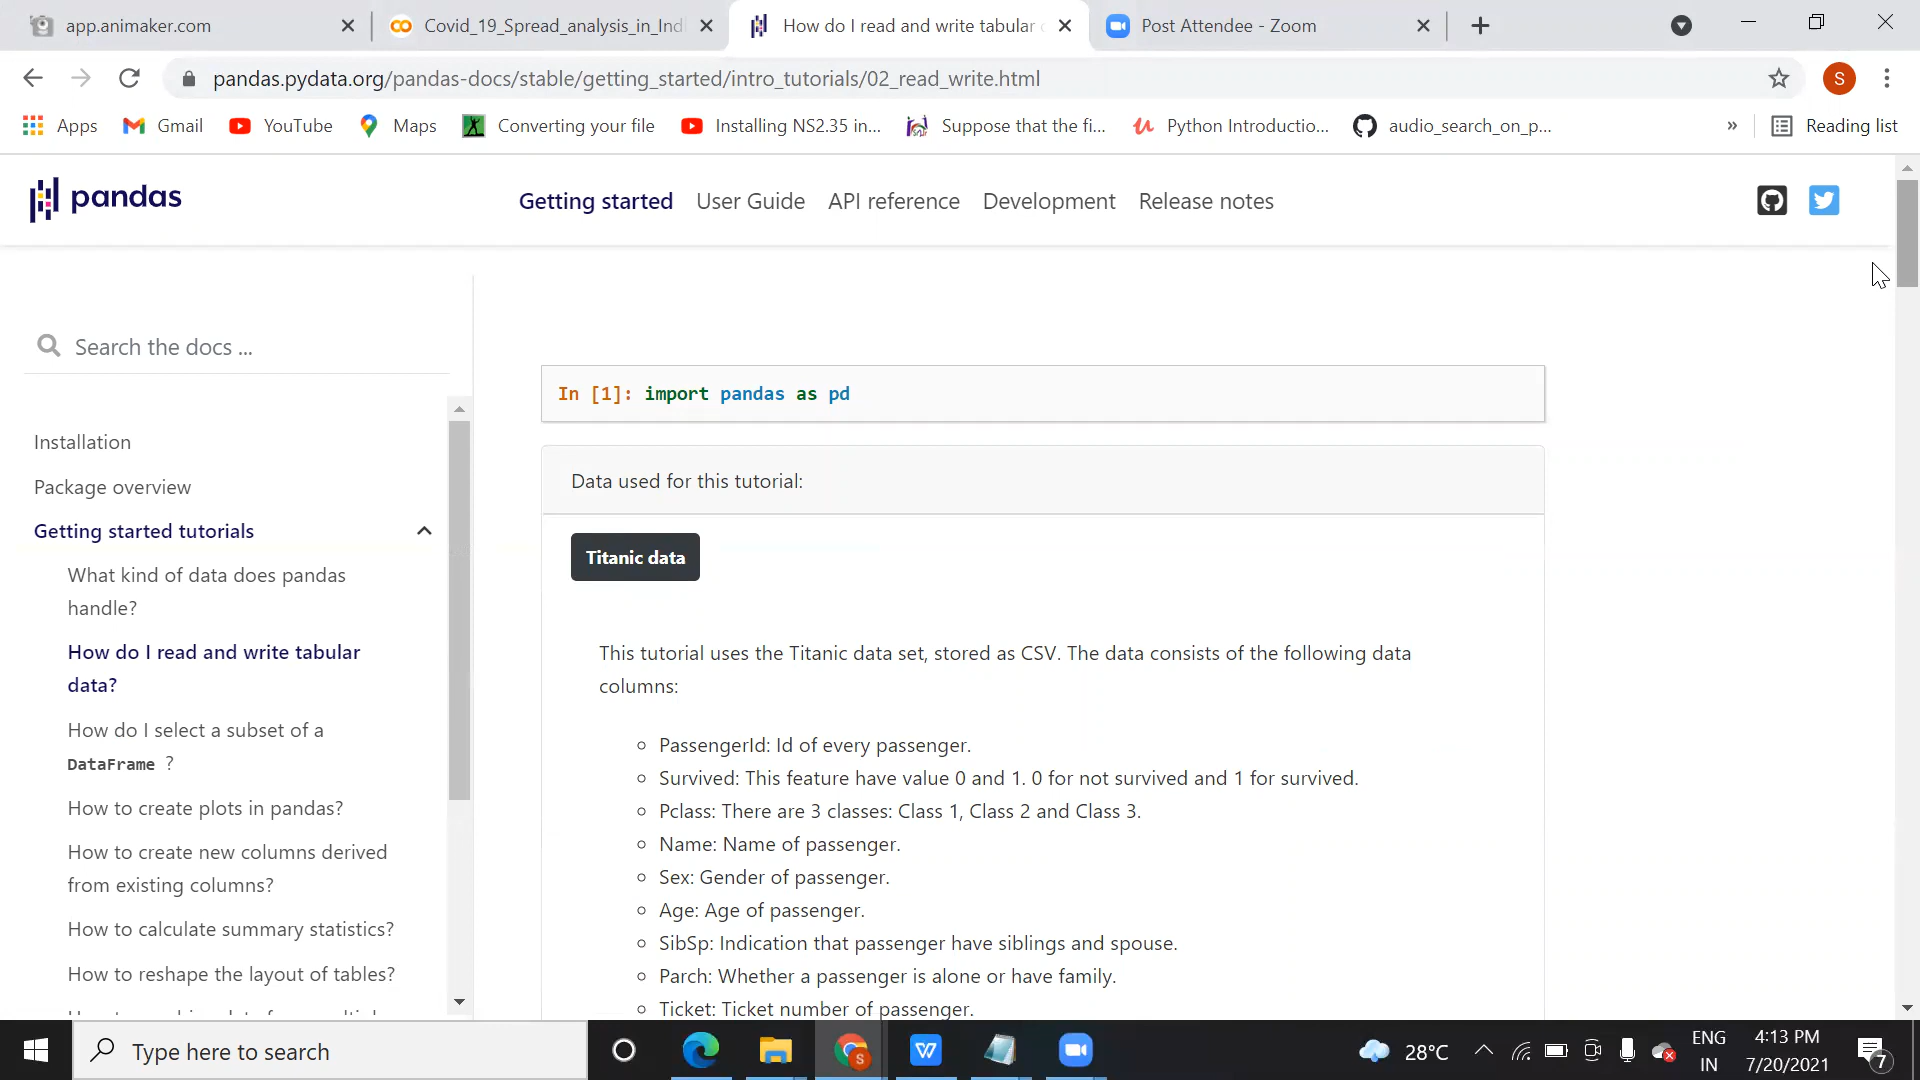 app.animaker.com
Covid_19_Spread_analysis_in_Indi
How do I read and write tabular
Post Attendee - Zoom
pandas.pydata.org/pandas-docs/stable/getting_started/intro_tutorials/02_read_write.html
S
Apps
Gmail
YouTube
Maps
Converting your file
Installing NS2.35 in...
Suppose that the fi...
Python Introductio...
audio_search_on_p...
»
Reading list
pandas
Getting started
User Guide
API reference
Development
Release notes
Search the docs ...
Installation
Package overview
Getting started tutorials
What kind of data does pandas
handle?
How do I read and write tabular
data?
How do I select a subset of a
DataFrame ?
How to create plots in pandas?
How to create new columns derived
from existing columns?
How to calculate summary statistics?
How to reshape the layout of tables?
In [1]: import pandas as pd
Data used for this tutorial:
Titanic data
This tutorial uses the Titanic data set, stored as CSV. The data consists of the following data
columns:
PassengerId: Id of every passenger.
Survived: This feature have value 0 and 1. 0 for not survived and 1 for survived.
Pclass: There are 3 classes: Class 1, Class 2 and Class 3.
Name: Name of passenger.
Sex: Gender of passenger.
Age: Age of passenger.
SibSp: Indication that passenger have siblings and spouse.
Parch: Whether a passenger is alone or have family.
Ticket: Ticket number of passenger.
Type here to search
28°C
ENG
IN
4:13 PM
7/20/2021
7